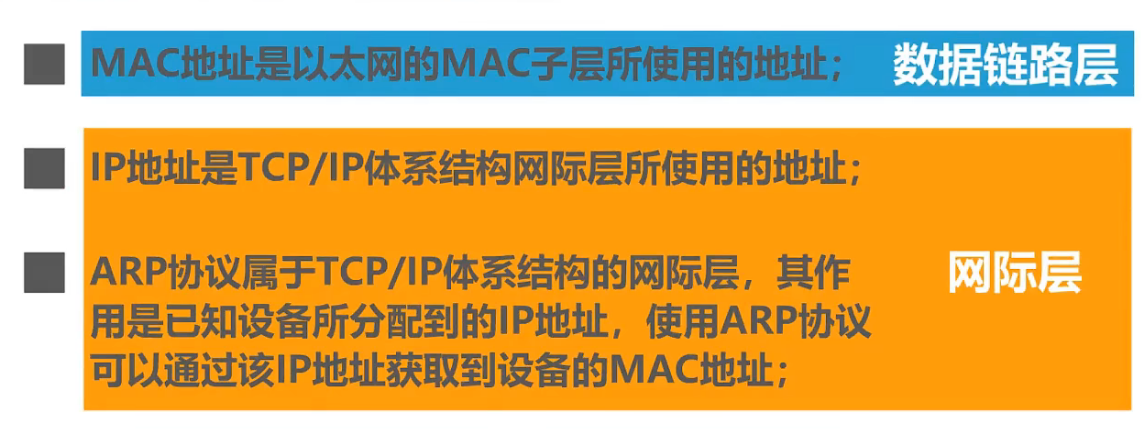 MAC地址是以太网的MAC子层所使用的地址； 数据链路层
IP地址是TCP/IP体系结构网际层所使用的地址；
ARP协议属于TCP/IP体系结构的网际层，其作 网际层
用是已知设备所分配到的IP地址，使用ARP协议
可以通过该IP地址获取到设备的MAC地址；